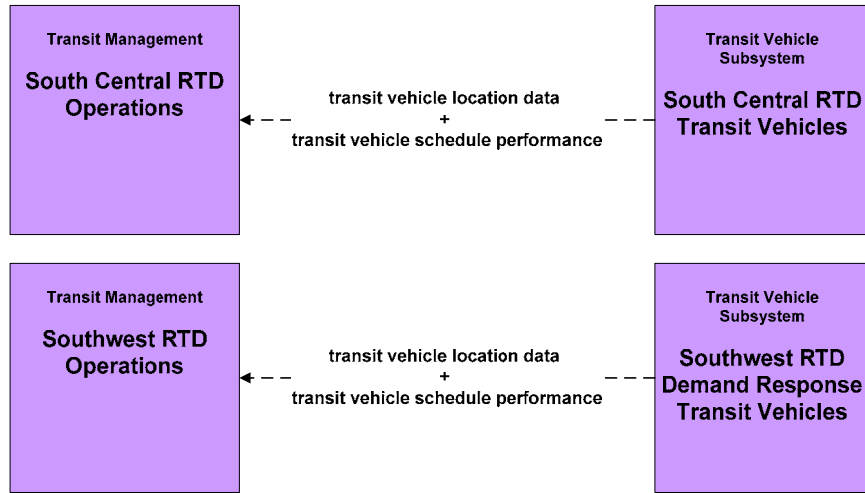 Transit Management
South Central RTD
Operations
transit vehicle location data
+
transit vehicle schedule performance
Transit Vehicle
Subsystem
South Central RTD
Transit Vehicles
Transit Management
Southwest RTD
Operations
transit vehicle location data
+
transit vehicle schedule performance
Transit Vehicle
Subsystem
Southwest RTD
Demand Response
Transit Vehicles